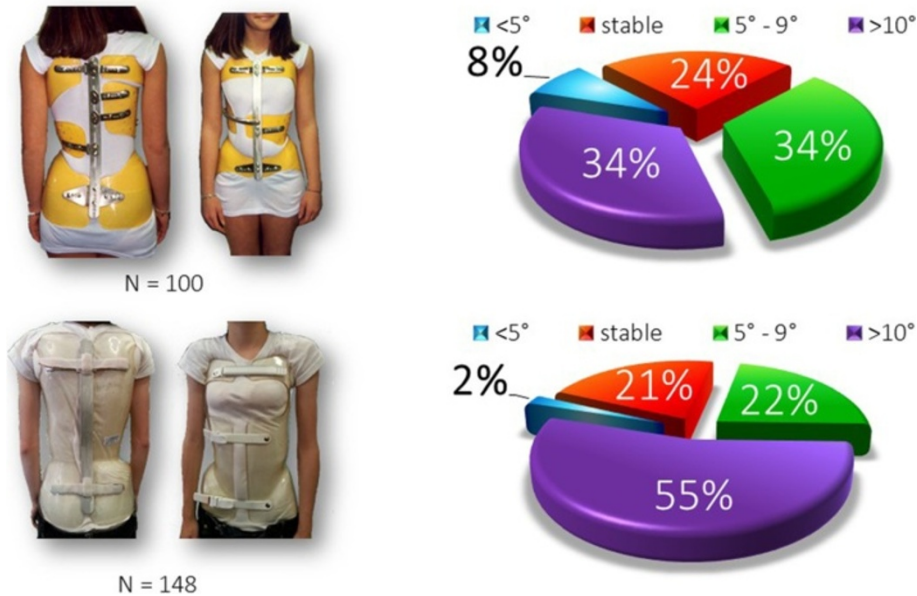 <5° stable 5° - 9° >10°
8%
24%
34%
34%
N = 100
<5° stable 5° - 9° >10°
2%
21%
22%
55%
N = 148